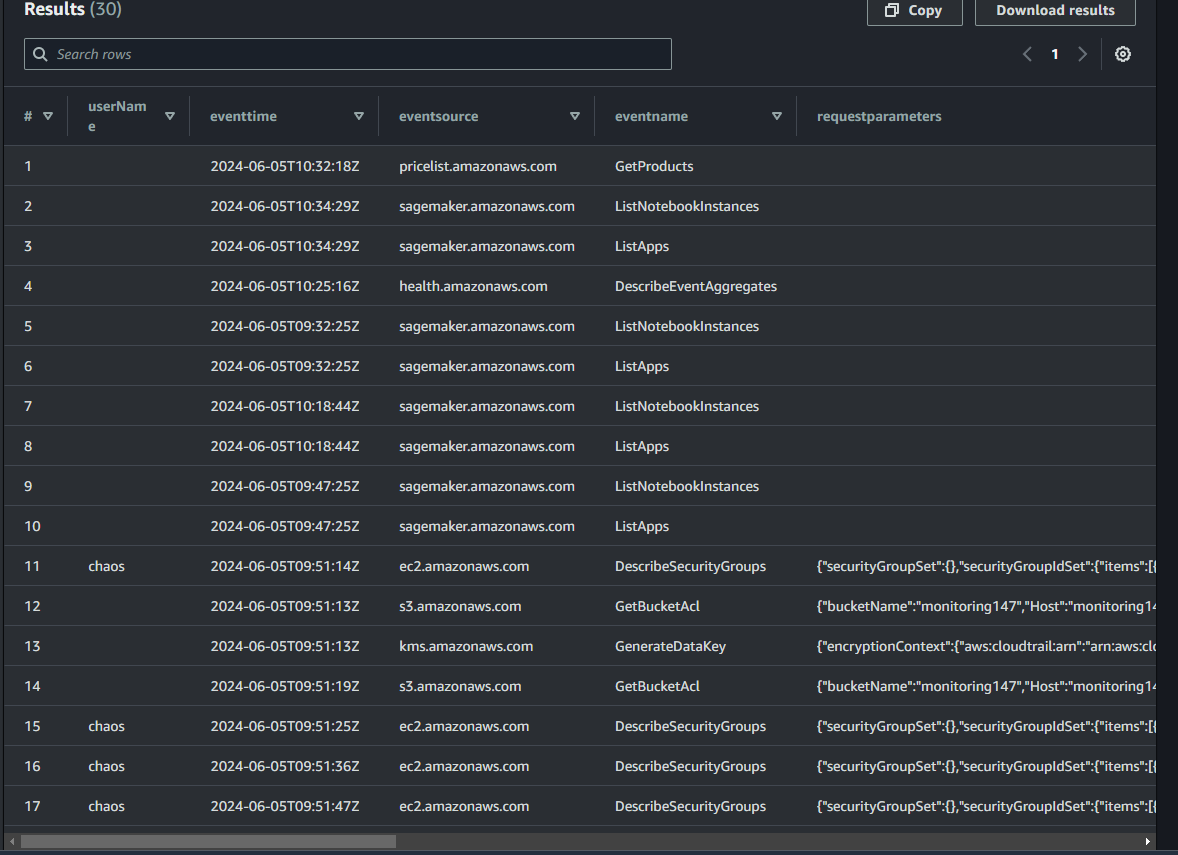 Results (30)
Copy
Download results
Search rows
1
# userNam
e eventtime eventsource eventname requestparameters
1 2024-06-05T10:32:18Z pricelist.amazonaws.com GetProducts
2 2024-06-05T10:34:29Z sagemaker.amazonaws.com ListNotebookInstances
3 2024-06-05T10:34:29Z sagemaker.amazonaws.com ListApps
4 2024-06-05T10:25:16Z health.amazonaws.com DescribeEventAggregates
5 2024-06-05T09:32:25Z sagemaker.amazonaws.com ListNotebookInstances
6 2024-06-05T09:32:25Z sagemaker.amazonaws.com ListApps
7 2024-06-05T10:18:44Z sagemaker.amazonaws.com ListNotebookInstances
8 2024-06-05T10:18:44Z sagemaker.amazonaws.com ListApps
9 2024-06-05T09:47:25Z sagemaker.amazonaws.com ListNotebookInstances
10 2024-06-05T09:47:25Z sagemaker.amazonaws.com ListApps
11 chaos 2024-06-05T09:51:14Z ec2.amazonaws.com DescribeSecurityGroups {"securityGroupSet":{},"securityGroupIdSet":{"items":[{
12 2024-06-05T09:51:13Z s3.amazonaws.com GetBucketAcl {"bucketName":"monitoring147","Host":"monitoring14
13 2024-06-05T09:51:13Z kms.amazonaws.com GenerateDataKey {"encryptionContext":{"aws:cloudtrail:arn":"arn:aws:clo
14 2024-06-05T09:51:19Z s3.amazonaws.com GetBucketAcl {"bucketName":"monitoring147","Host":"monitoring14
15 chaos 2024-06-05T09:51:25Z ec2.amazonaws.com DescribeSecurityGroups {"securityGroupSet":{},"securityGroupIdSet":{"items":[{
16 chaos 2024-06-05T09:51:36Z ec2.amazonaws.com DescribeSecurityGroups {"securityGroupSet":{},"securityGroupIdSet":{"items":[{
17 chaos 2024-06-05T09:51:47Z ec2.amazonaws.com DescribeSecurityGroups {"securityGroupSet":{},"securityGroupIdSet":{"items":[{